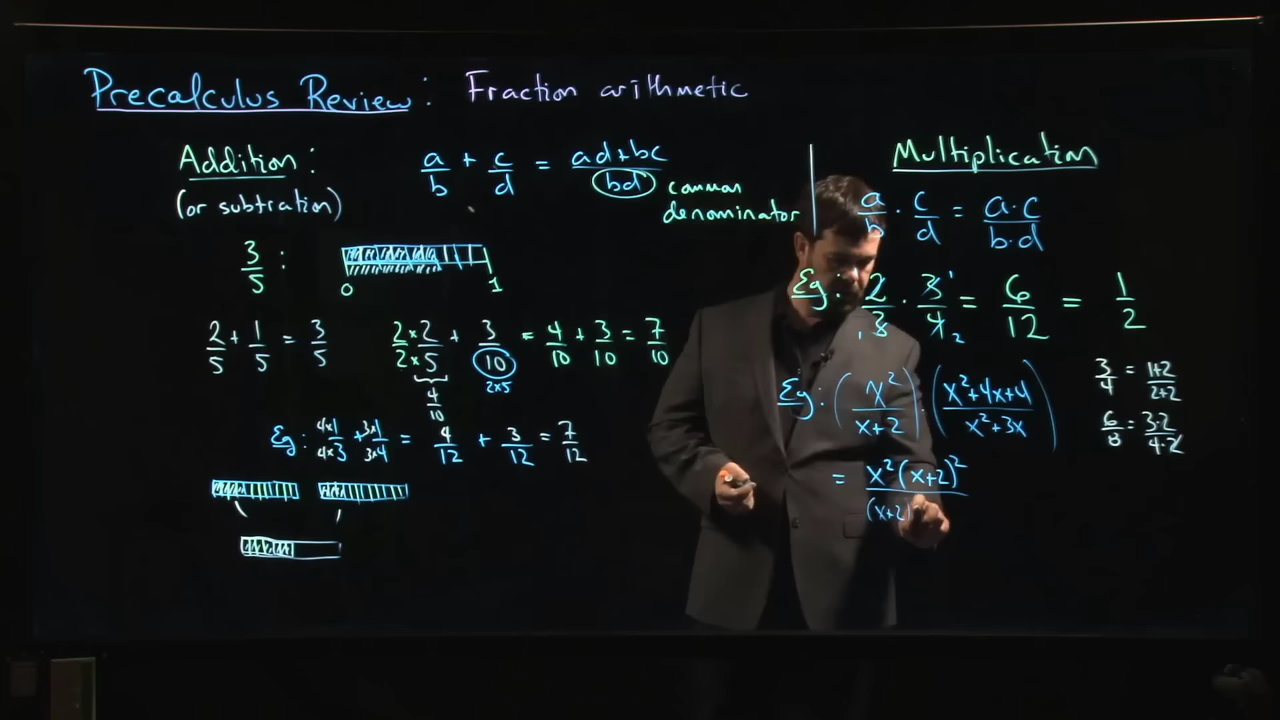 Precalculus Review: Fraction arithmetic
Addition:
(or subtration)
a/b + c/d = ad+bc/bd
common
denominator
3/5 :
0 1
2/5 + 1/5 = 3/5
2×2/2×5 + 3/10 = 4/10 + 3/10 = 7/10
4/10
2×5
Eg: 4×1/4×3 + 3×1/3×4 = 4/12 + 3/12 = 7/12
Multiplication
a/b · c/d = a·c/b·d
Eg: 2/3 · 3/4 = 6/12 = 1/2
1 1 2
Eg: (x²/x+2) · (x²+4x+4/x²+3x)
= x²(x+2)²/(x+2)
3/4 = 1+2/2+2
6/8 = 3·2/4·2